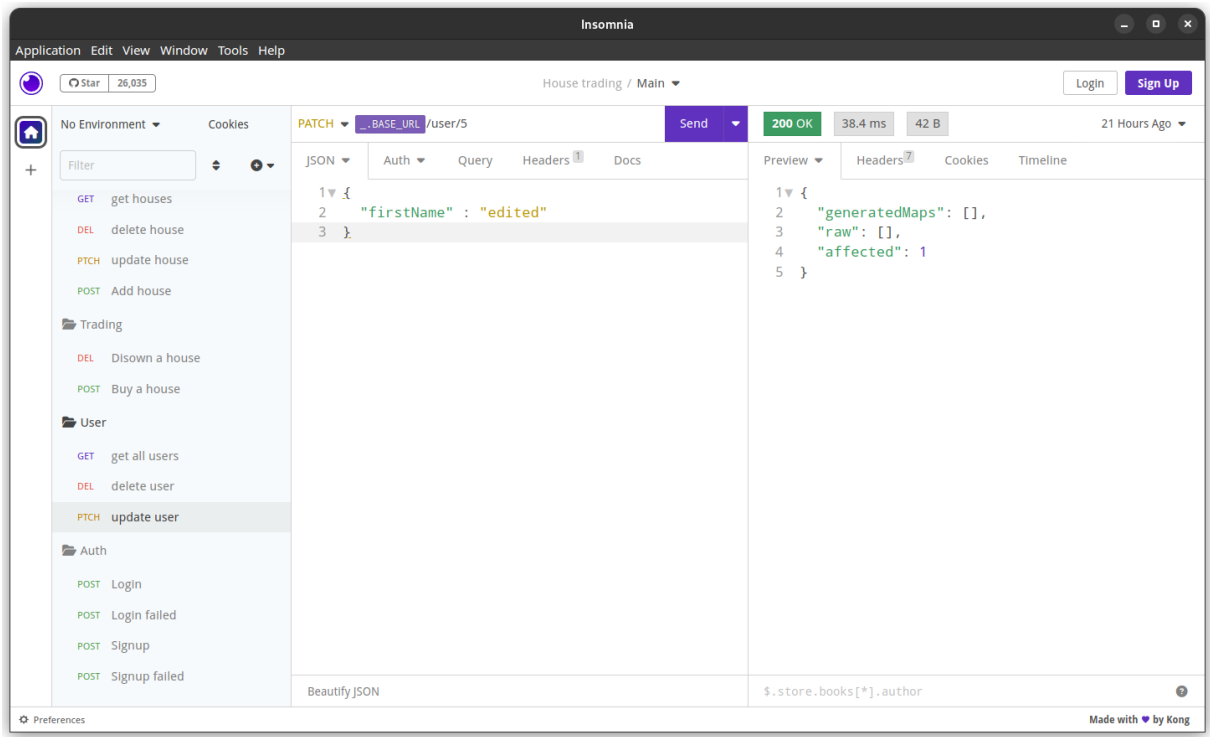 Insomnia
Application Edit View Window Tools Help
Star 26,035
House trading / Main
Login Sign Up
No Environment Cookies
Filter
GET get houses
DEL delete house
PTCH update house
POST Add house
Trading
DEL Disown a house
POST Buy a house
User
GET get all users
DEL delete user
PTCH update user
Auth
POST Login
POST Login failed
POST Signup
POST Signup failed
PATCH _.BASE_URL /user/5 Send
JSON Auth Query Headers 1 Docs
1 {
2 "firstName" : "edited"
3 }
Beautify JSON
200 OK 38.4 ms 42 B 21 Hours Ago
Preview Headers 7 Cookies Timeline
1 {
2 "generatedMaps": [],
3 "raw": [],
4 "affected": 1
5 }
$.store.books[*].author
Preferences
Made with ♥ by Kong